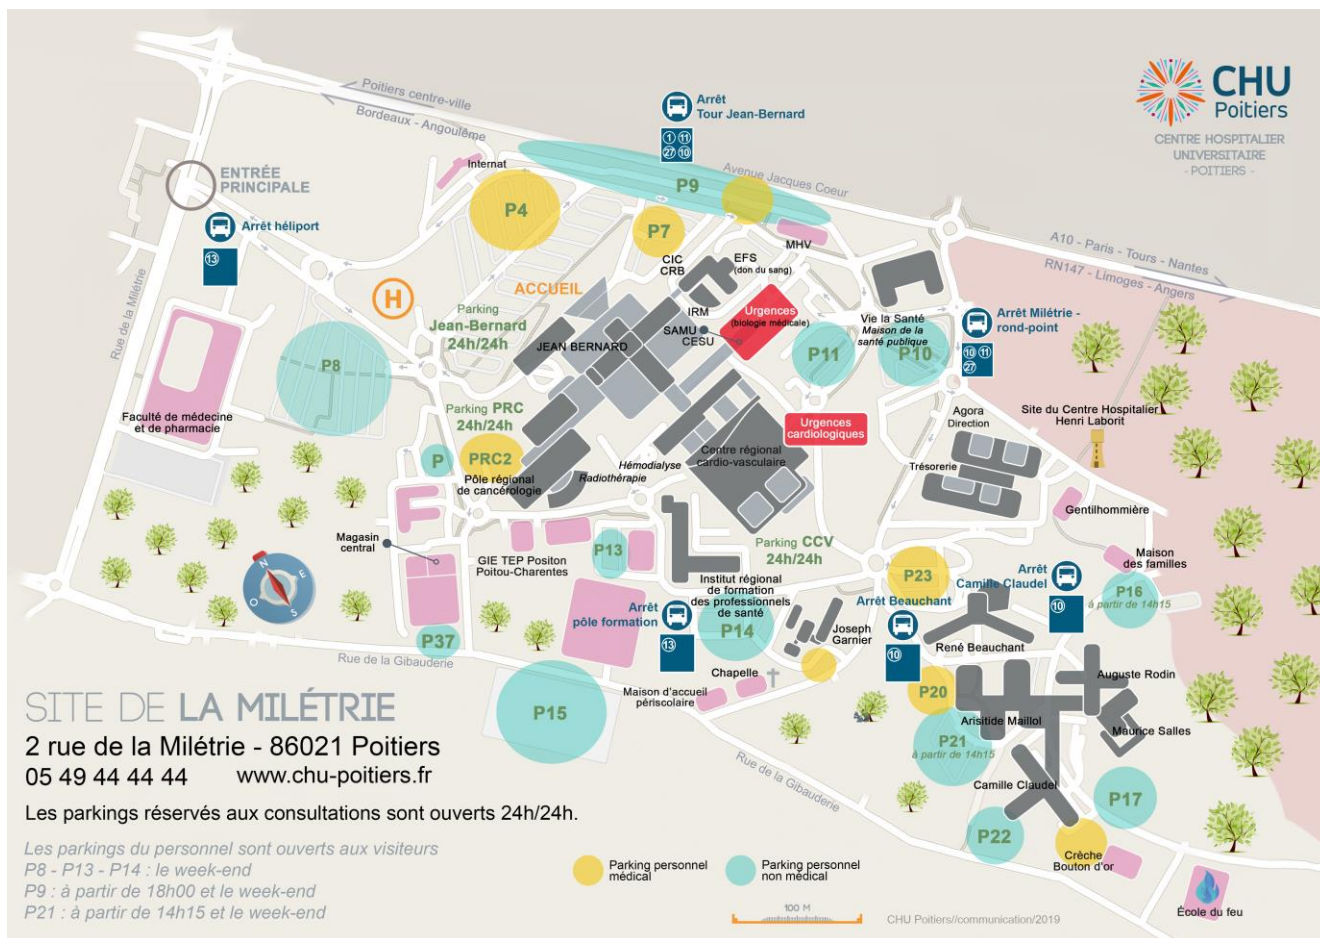 Poitiers centre-ville
Bordeaux - Angoulême
Arrêt
Tour Jean-Bernard
1 11
27 10
CHU
Poitiers
CENTRE HOSPITALIER
UNIVERSITAIRE
- POITIERS -
ENTRÉE
PRINCIPALE
Internat
P9
Avenue Jacques Coeur
Arrêt héliport
13
P4
P7
MHV
A10 - Paris - Tours - Nantes
RN147 - Limoges - Angers
Rue de la Milétrie
H
ACCUEIL
CIC
CRB
EFS
(don du sang)
IRM
Urgences
(biologie médicale)
SAMU
CESU
Vie la Santé
Maison de la
santé publique
Arrêt Milétrie -
rond-point
10 11
27
Parking
Jean-Bernard
24h/24h
JEAN BERNARD
P8
P11
P10
Faculté de médecine
et de pharmacie
Parking PRC
24h/24h
Urgences
cardiologiques
Agora
Direction
Site du Centre Hospitalier
Henri Laborit
P
PRC2
Pôle régional
de cancérologie
Hémodialyse
Radiothérapie
Centre régional
cardio-vasculaire
Trésorerie
Gentilhommière
Magasin
central
GIE TEP Positon
Poitou-Charentes
P13
Parking CCV
24h/24h
Maison
des familles
N
E
S
O
Institut régional
de formation
des professionnels
de santé
P23
Arrêt
Camille Claudel
10
P16
à partir de 14h15
Arrêt
pôle formation
13
P14
Arrêt Beauchant
10
Joseph
Garnier
René Beauchant
P37
Rue de la Gibauderie
Chapelle
Maison d'accueil
périscolaire
P20
Auguste Rodin
Arisitide Maillol
Maurice Salles
P15
P21
à partir de 14h15
Rue de la Gibauderie
Camille Claudel
P17
P22
Crèche
Bouton d'or
École du feu
SITE DE LA MILÉTRIE
2 rue de la Milétrie - 86021 Poitiers
05 49 44 44 44 www.chu-poitiers.fr
Les parkings réservés aux consultations sont ouverts 24h/24h.
Les parkings du personnel sont ouverts aux visiteurs
P8 - P13 - P14 : le week-end
P9 : à partir de 18h00 et le week-end
P21 : à partir de 14h15 et le week-end
Parking personnel
médical
Parking personnel
non médical
100 M
CHU Poitiers//communication/2019